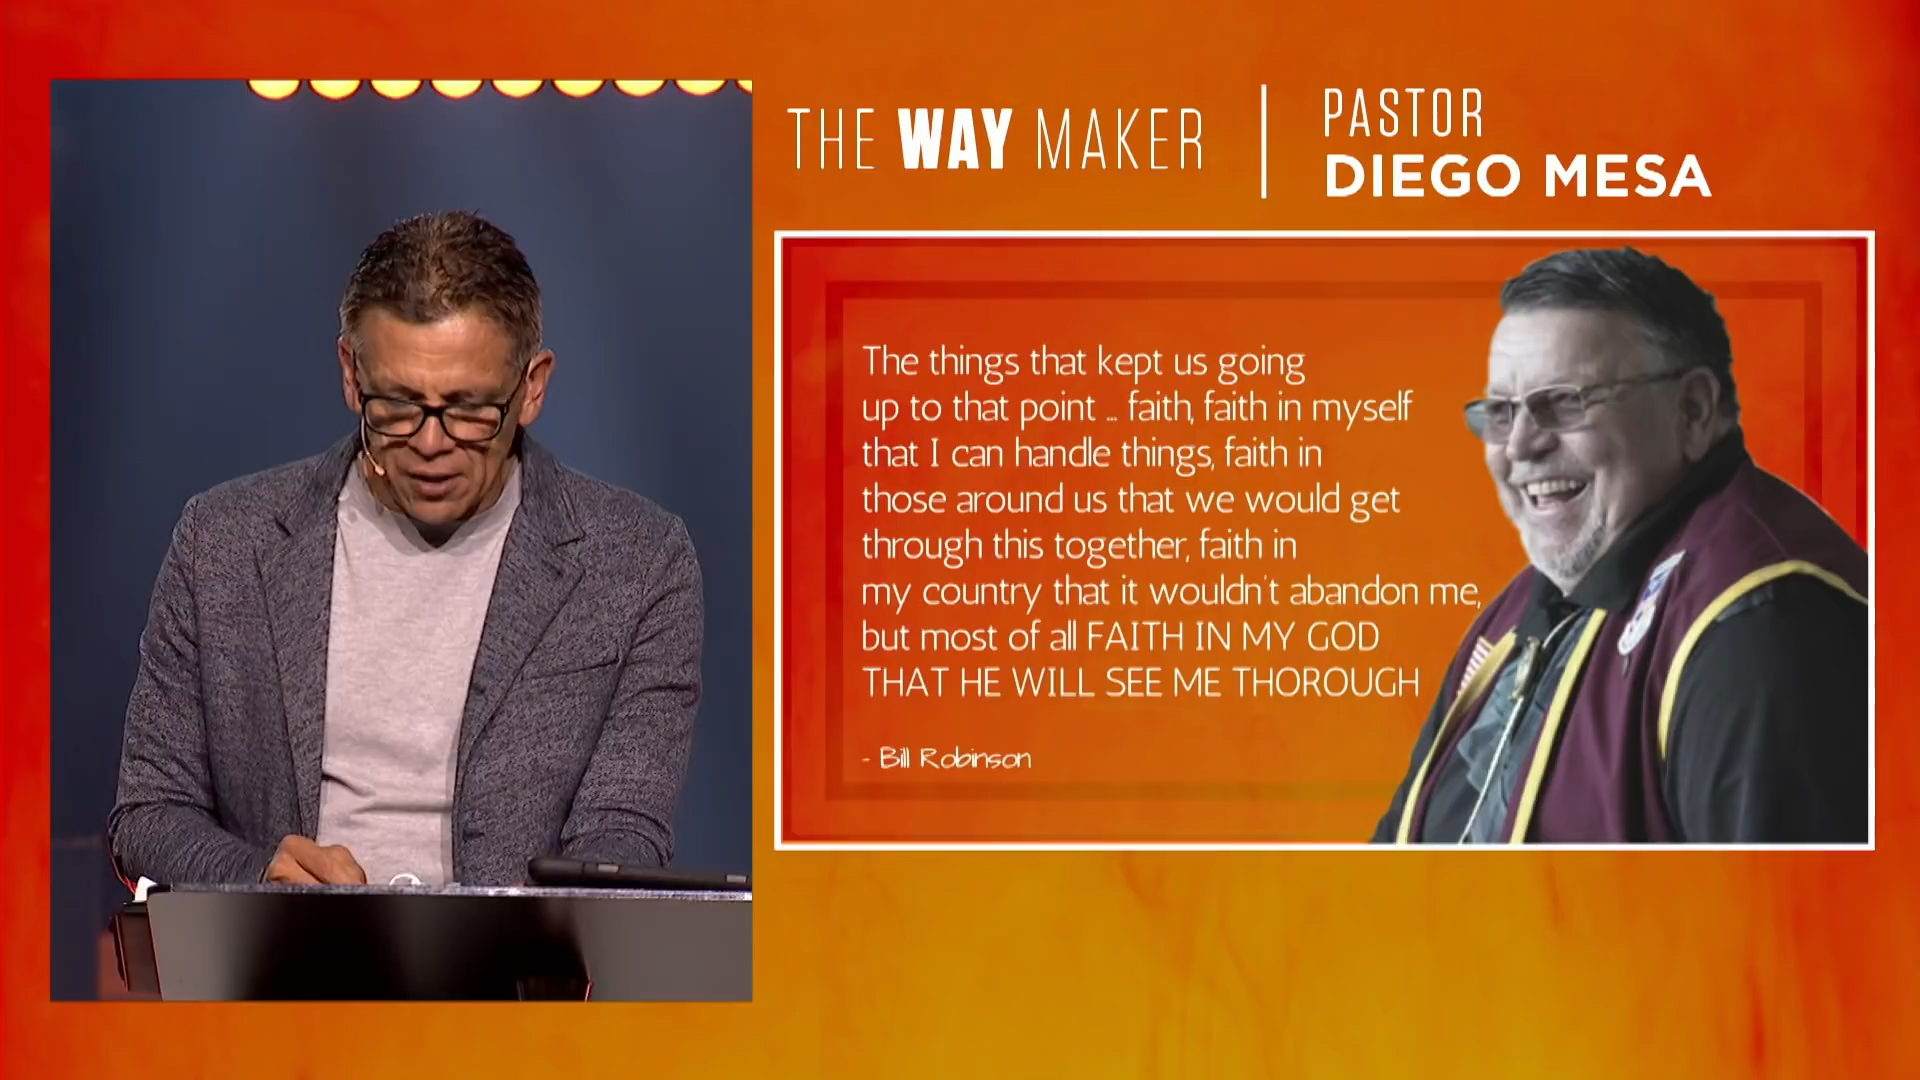 THE WAY MAKER
PASTOR
DIEGO MESA
The things that kept us going
up to that point ... faith, faith in myself
that I can handle things, faith in
those around us that we would get
through this together, faith in
my country that it wouldn't abandon me,
but most of all FAITH IN MY GOD
THAT HE WILL SEE ME THOROUGH
- Bill Robinson